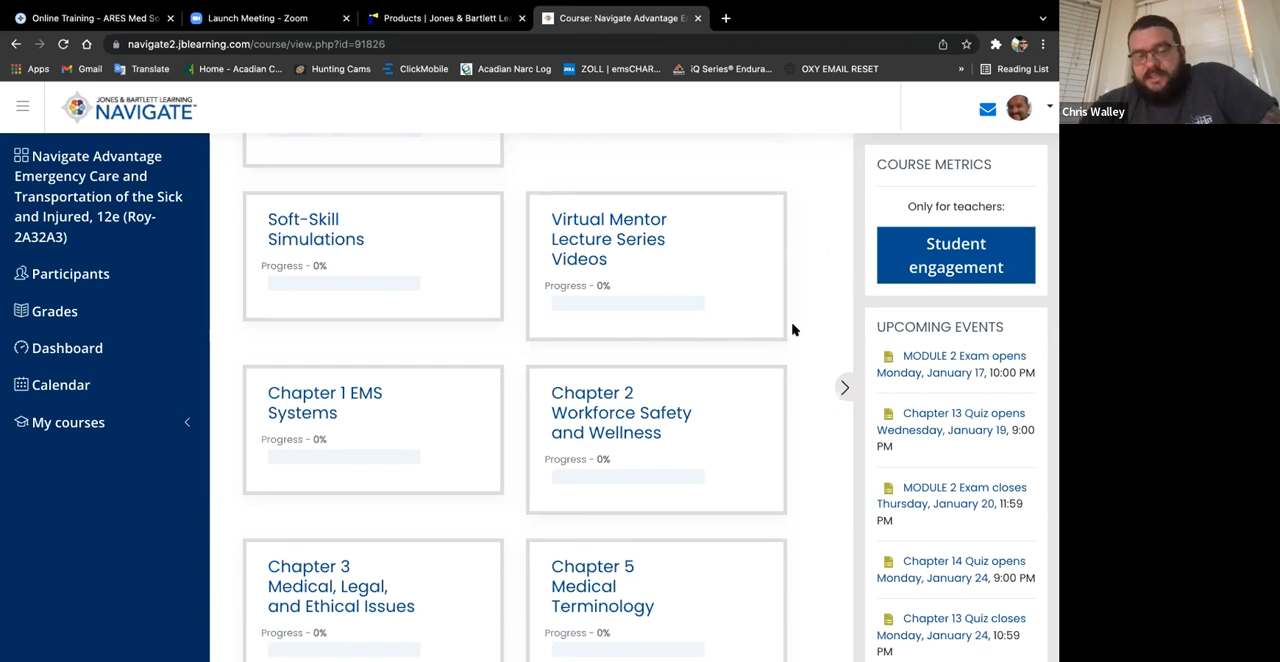 Online Training - ARES Med So
Launch Meeting - Zoom
Products | Jones & Bartlett Le
Course: Navigate Advantage E
navigate2.jblearning.com/course/view.php?id=91826
Apps
Gmail
Translate
Home - Acadian C...
Hunting Cams
ClickMobile
Acadian Narc Log
ZOLL | emsCHAR...
iQ Series® Endura...
OXY EMAIL RESET
»
Reading List
JONES & BARTLETT LEARNING
NAVIGATE™
Chris Walley
Navigate Advantage
Emergency Care and
Transportation of the Sick
and Injured, 12e (Roy-
2A32A3)
Participants
Grades
Dashboard
Calendar
My courses
Soft-Skill
Simulations
Progress - 0%
Virtual Mentor
Lecture Series
Videos
Progress - 0%
Chapter 1 EMS
Systems
Progress - 0%
Chapter 2
Workforce Safety
and Wellness
Progress - 0%
Chapter 3
Medical, Legal,
and Ethical Issues
Progress - 0%
Chapter 5
Medical
Terminology
Progress - 0%
COURSE METRICS
Only for teachers:
Student
engagement
UPCOMING EVENTS
MODULE 2 Exam opens
Monday, January 17, 10:00 PM
Chapter 13 Quiz opens
Wednesday, January 19, 9:00
PM
MODULE 2 Exam closes
Thursday, January 20, 11:59
PM
Chapter 14 Quiz opens
Monday, January 24, 9:00 PM
Chapter 13 Quiz closes
Monday, January 24, 10:59
PM